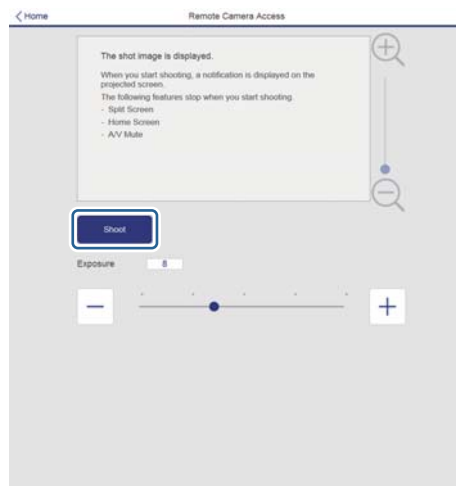 < Home
Remote Camera Access
The shot image is displayed.
When you start shooting, a notification is displayed on the
projected screen.
The following features stop when you start shooting.
- Split Screen
- Home Screen
- A/V Mute
Shoot
Exposure
8